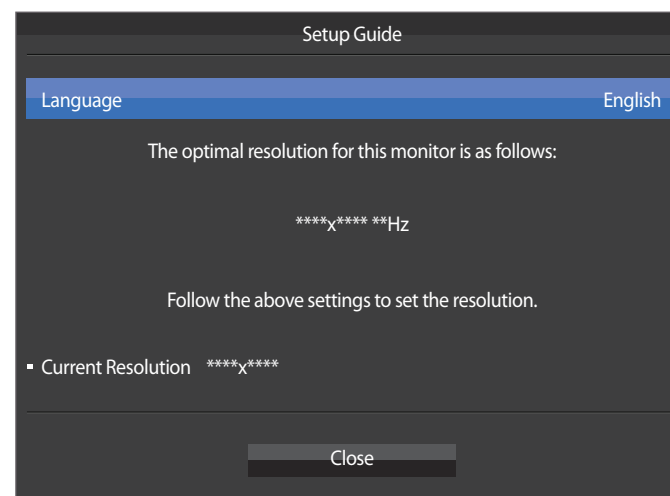 Setup Guide
Language English
The optimal resolution for this monitor is as follows:
****x**** **Hz
Follow the above settings to set the resolution.
Current Resolution ****x****
Close